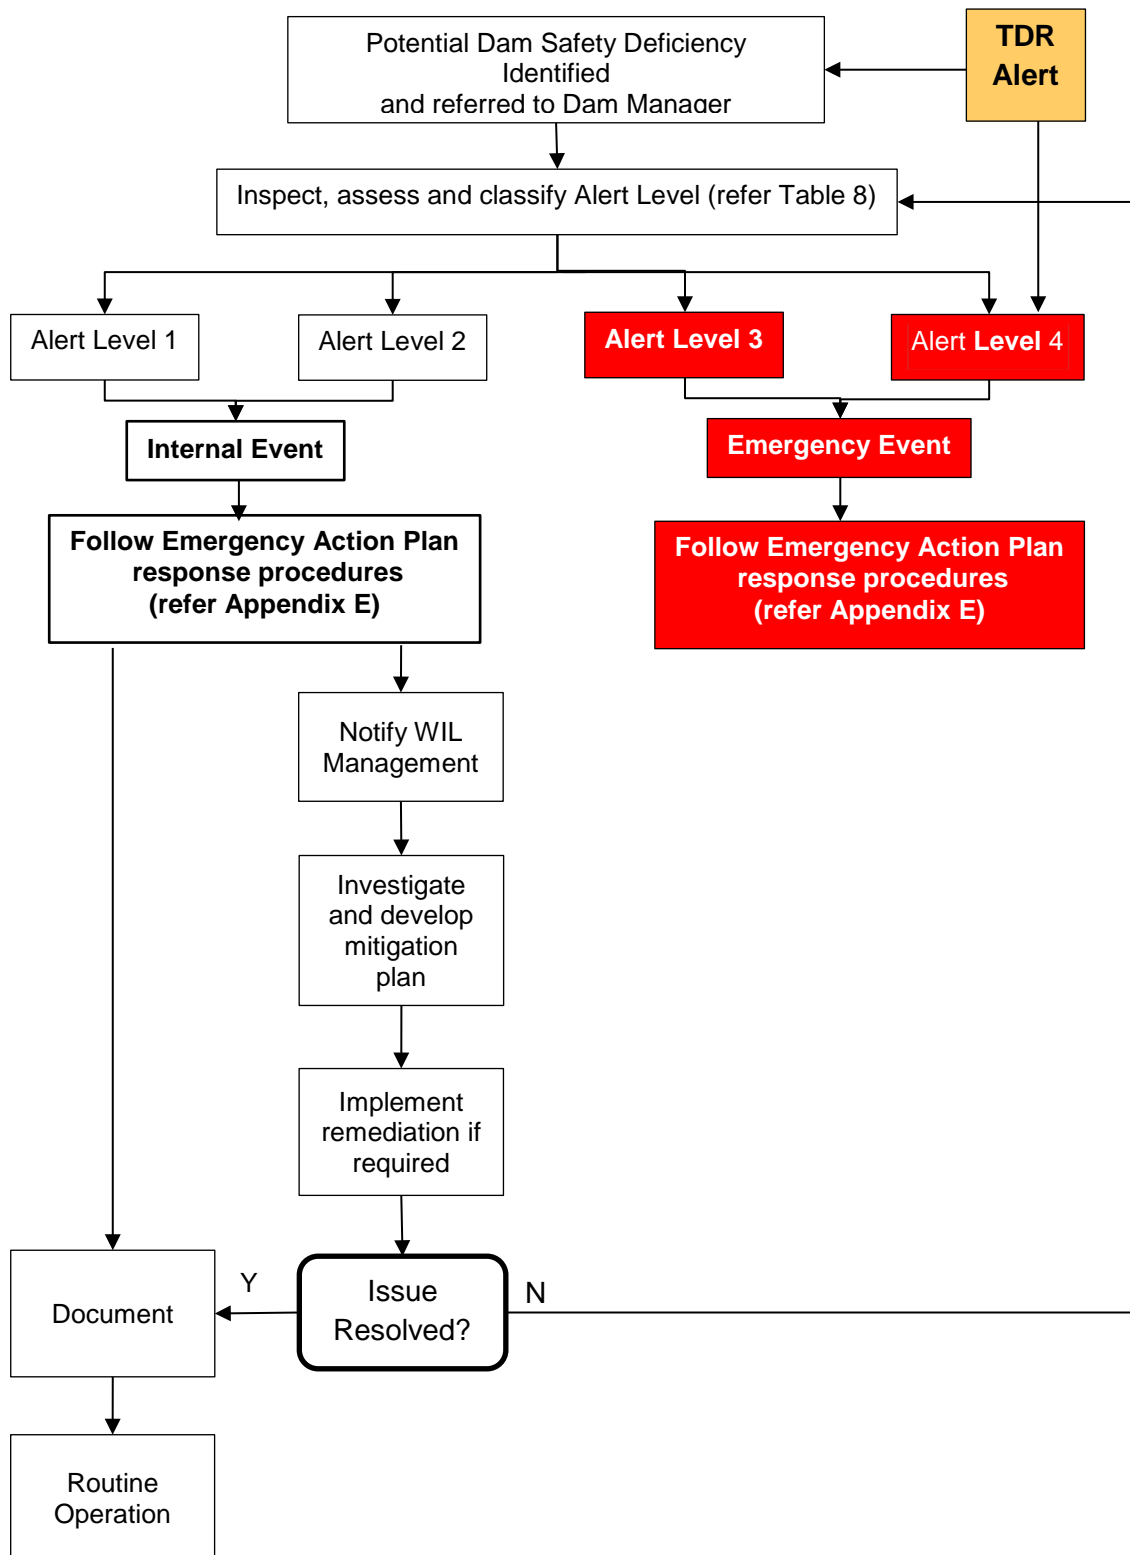 Potential Dam Safety Deficiency
Identified
and referred to Dam Manager
TDR
Alert
Inspect, assess and classify Alert Level (refer Table 8)
Alert Level 1
Alert Level 2
Alert Level 3
Alert Level 4
Internal Event
Emergency Event
Follow Emergency Action Plan
response procedures
(refer Appendix E)
Follow Emergency Action Plan
response procedures
(refer Appendix E)
Notify WIL
Management
Investigate
and develop
mitigation
plan
Implement
remediation if
required
Document
Y
Issue
Resolved?
N
Routine
Operation